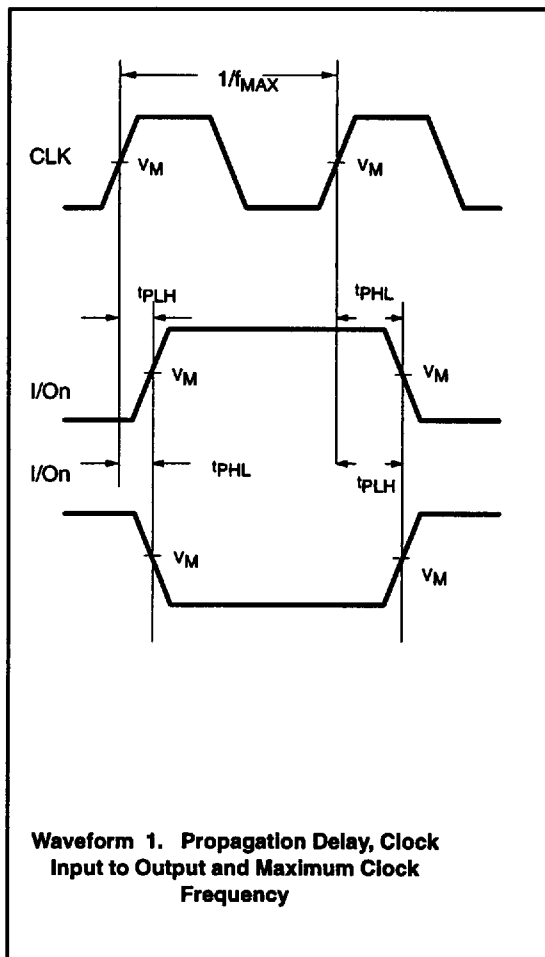 1/fMAX
CLK
VM
VM
tPLH
tPHL
I/On
VM
VM
I/On
tPHL
tPLH
VM
VM
Waveform 1. Propagation Delay, Clock
Input to Output and Maximum Clock
Frequency